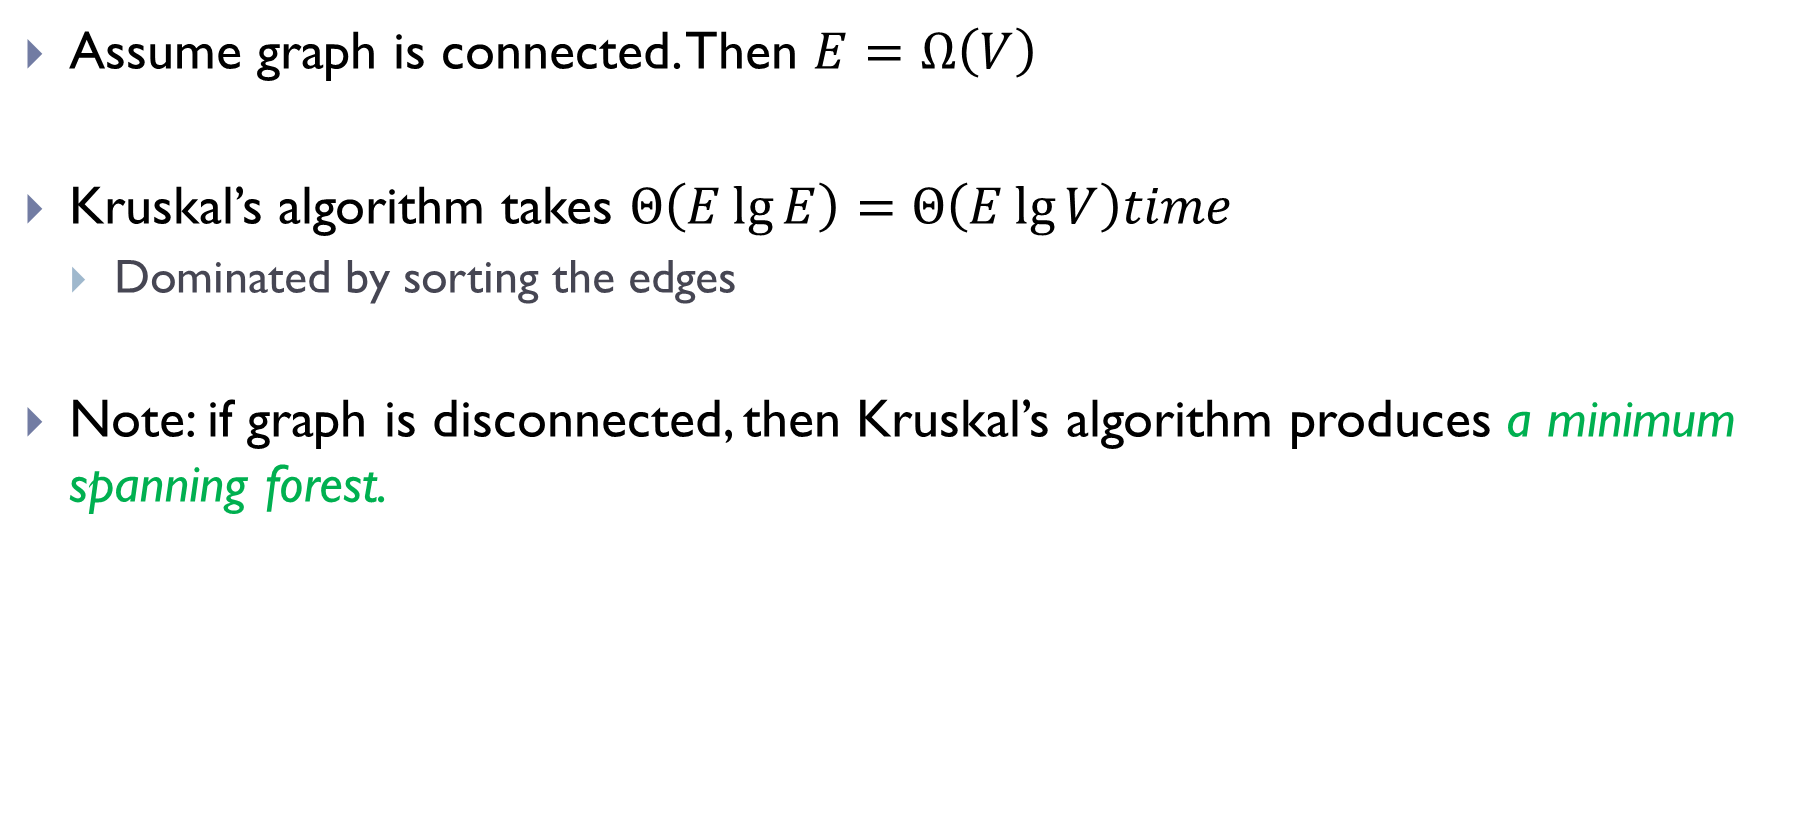 Assume graph is connected. Then E = Ω(V)
Kruskal’s algorithm takes Θ(E lg E) = Θ(E lg V)time
Dominated by sorting the edges
Note: if graph is disconnected, then Kruskal’s algorithm produces a minimum
spanning forest.